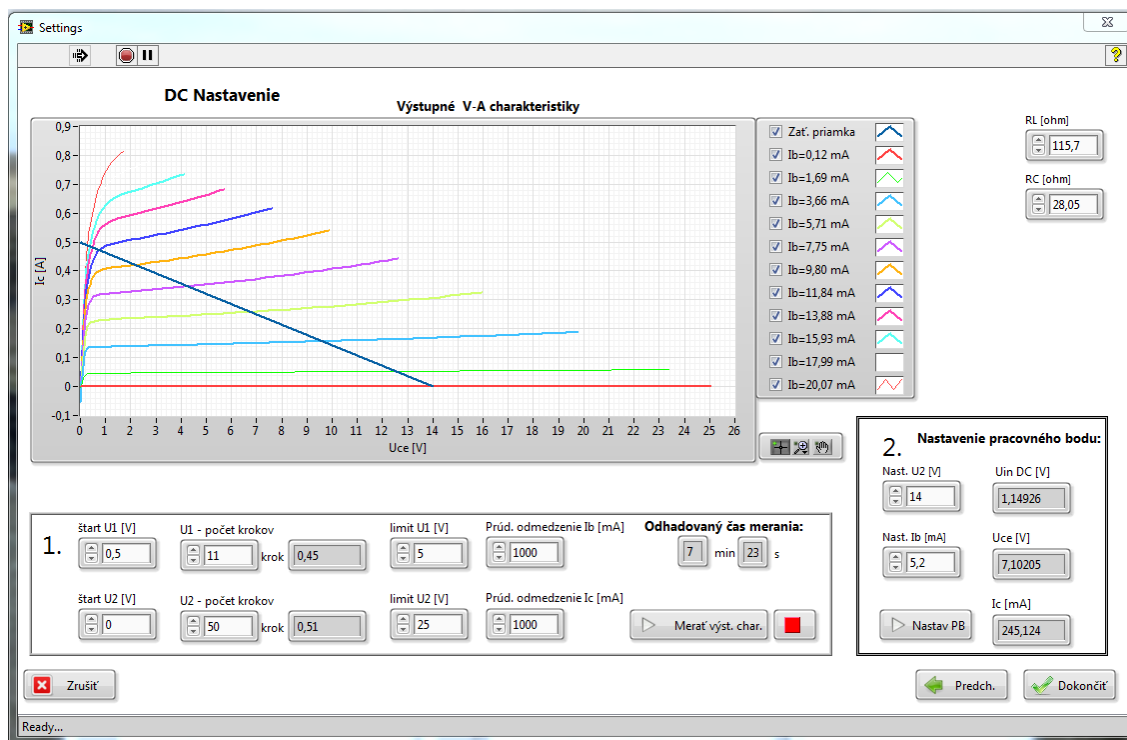 Settings
DC Nastavenie
Výstupné V-A charakteristiky
Ic [A]
0,9
0,8
0,7
0,6
0,5
0,4
0,3
0,2
0,1
0
-0,1
0 1 2 3 4 5 6 7 8 9 10 11 12 13 14 15 16 17 18 19 20 21 22 23 24 25 26
Uce [V]
Zať. priamka
Ib=0,12 mA
Ib=1,69 mA
Ib=3,66 mA
Ib=5,71 mA
Ib=7,75 mA
Ib=9,80 mA
Ib=11,84 mA
Ib=13,88 mA
Ib=15,93 mA
Ib=17,99 mA
Ib=20,07 mA
RL [ohm]
115,7
RC [ohm]
28,05
1.
štart U1 [V] U1 - počet krokov limit U1 [V] Prúd. odmedzenie Ib [mA] Odhadovaný čas merania:
0,5 11 krok 0,45 5 1000 7 min 23 s
štart U2 [V] U2 - počet krokov limit U2 [V] Prúd. odmedzenie Ic [mA]
0 50 krok 0,51 25 1000 Merať výst. char.
2. Nastavenie pracovného bodu:
Nast. U2 [V] Uin DC [V]
14 1,14926
Nast. Ib [mA] Uce [V]
5,2 7,10205
Ic [mA]
Nastav PB 245,124
Zrušiť Predch. Dokončiť
Ready...